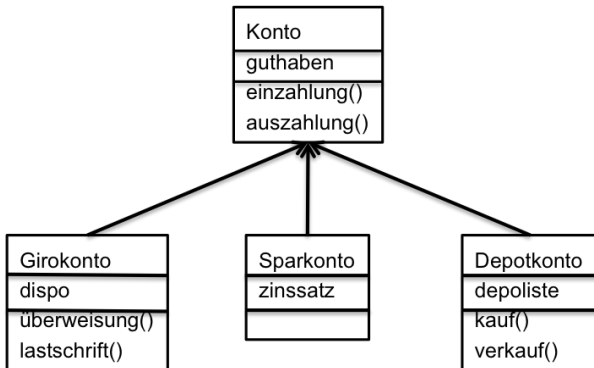 Konto
guthaben
einzahlung()
auszahlung()
Girokonto
dispo
überweisung()
lastschrift()
Sparkonto
zinssatz
Depotkonto
depoliste
kauf()
verkauf()